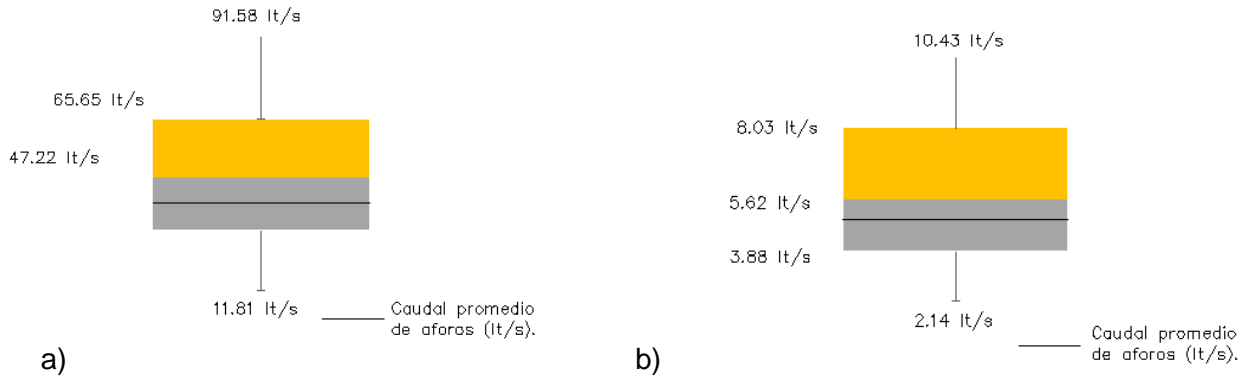 91.58 lt/s
65.65 lt/s
47.22 lt/s
11.81 lt/s
Caudal promedio
de aforos (lt/s).
a)
10.43 lt/s
8.03 lt/s
5.62 lt/s
3.88 lt/s
2.14 lt/s
Caudal promedio
de aforos (lt/s).
b)